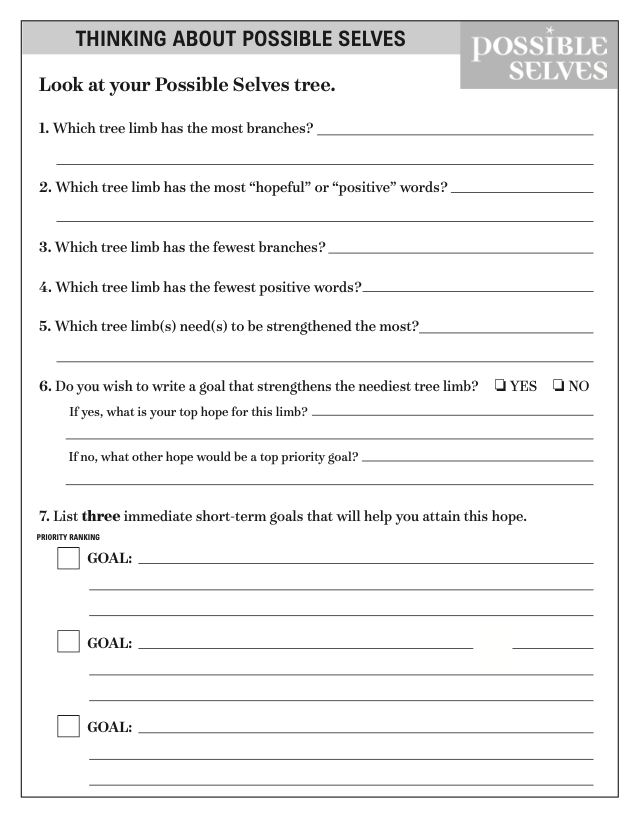 THINKING ABOUT POSSIBLE SELVES
POSSIBLE
SELVES
Look at your Possible Selves tree.
1. Which tree limb has the most branches?
2. Which tree limb has the most “hopeful” or “positive” words?
3. Which tree limb has the fewest branches?
4. Which tree limb has the fewest positive words?
5. Which tree limb(s) need(s) to be strengthened the most?
6. Do you wish to write a goal that strengthens the neediest tree limb? ❏ YES ❏ NO
If yes, what is your top hope for this limb?
If no, what other hope would be a top priority goal?
7. List three immediate short-term goals that will help you attain this hope.
PRIORITY RANKING
GOAL:
GOAL:
GOAL: